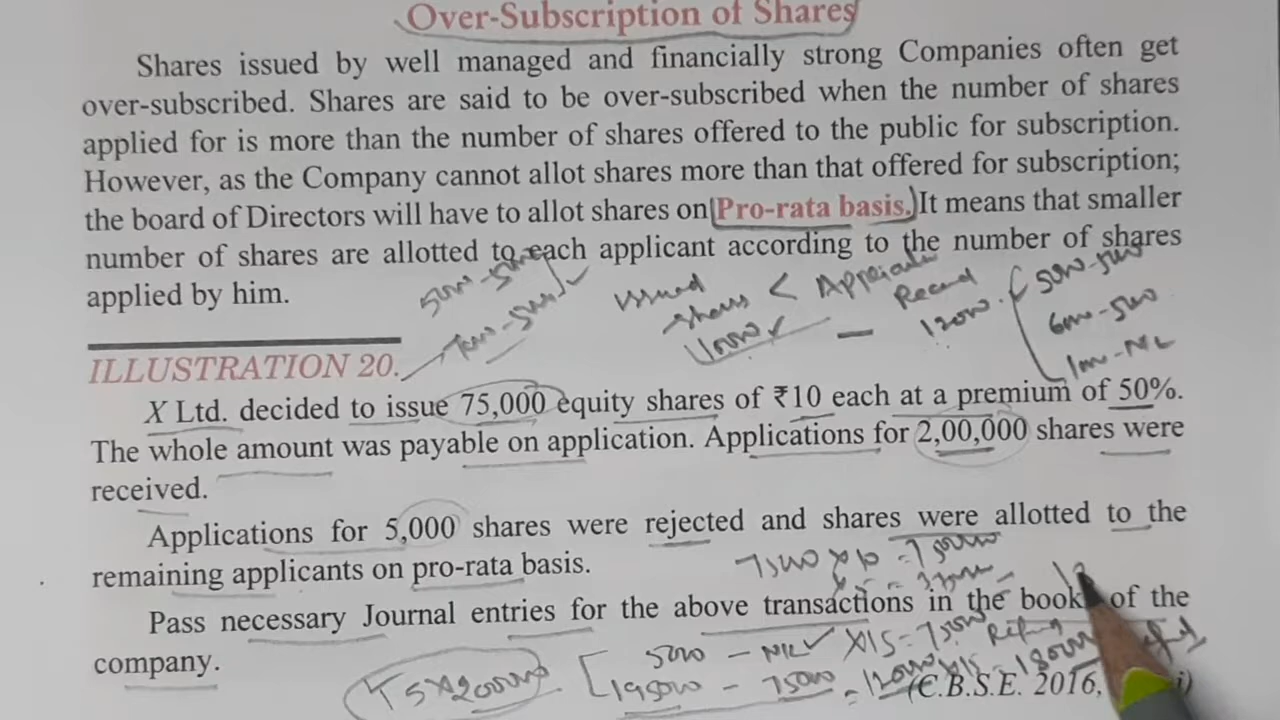 Over-Subscription of Shares
Shares issued by well managed and financially strong Companies often get
over-subscribed. Shares are said to be over-subscribed when the number of shares
applied for is more than the number of shares offered to the public for subscription.
However, as the Company cannot allot shares more than that offered for subscription;
the board of Directors will have to allot shares on Pro-rata basis. It means that smaller
number of shares are allotted to each applicant according to the number of shares
applied by him.
Issued
Shares <
ILLUSTRATION 20.
X Ltd. decided to issue 75,000 equity shares of ₹10 each at a premium of 50%.
The whole amount was payable on application. Applications for 2,00,000 shares were
received.
Applications for 5,000 shares were rejected and shares were allotted to the
remaining applicants on pro-rata basis.
Pass necessary Journal entries for the above transactions in the book of the
company.
(C.B.S.E. 2016,